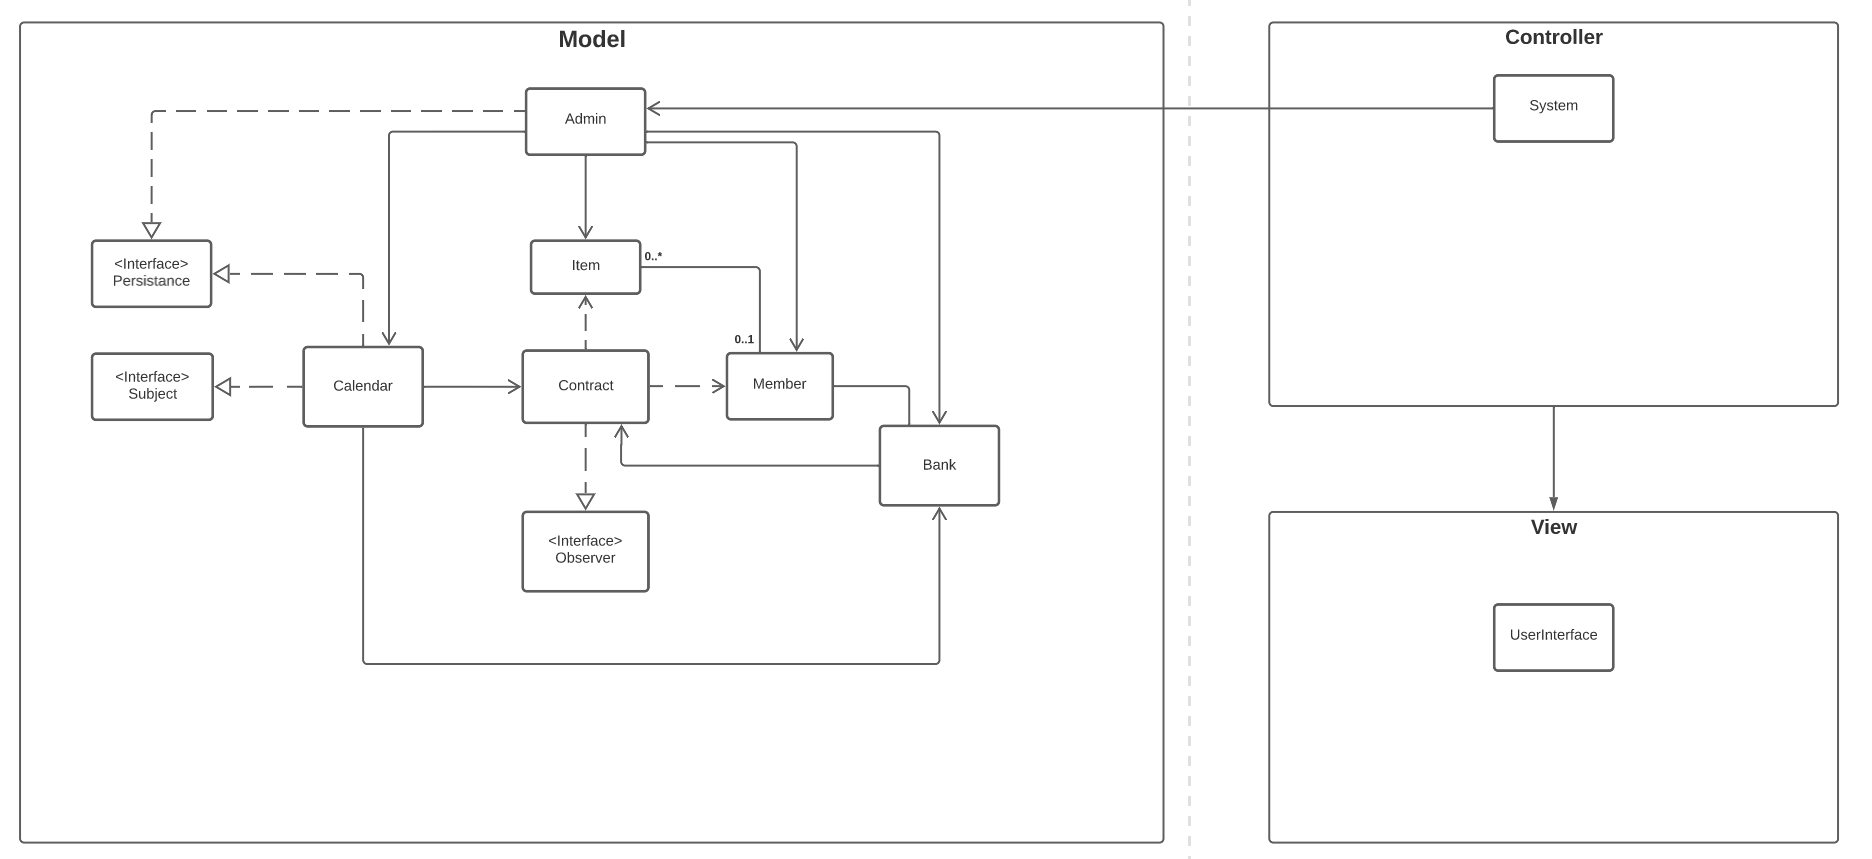 Model
Controller
Admin
System
<Interface>
Persistance
Item
0..*
0..1
<Interface>
Subject
Calendar
Contract
Member
Bank
<Interface>
Observer
View
UserInterface